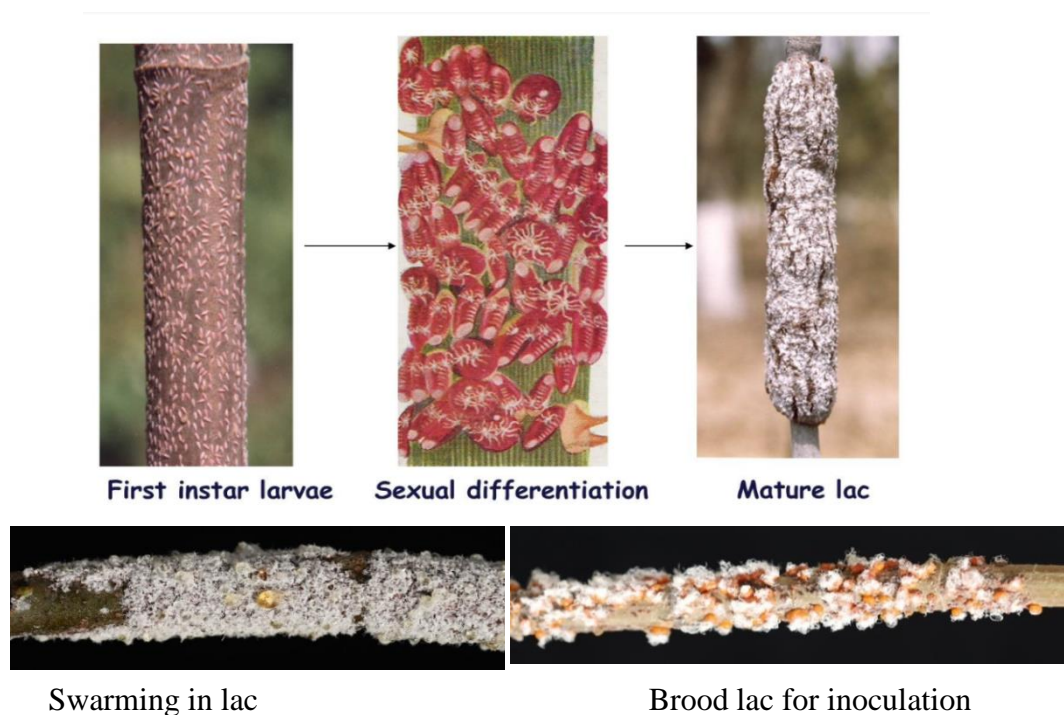 First instar larvae
Sexual differentiation
Mature lac
Swarming in lac
Brood lac for inoculation